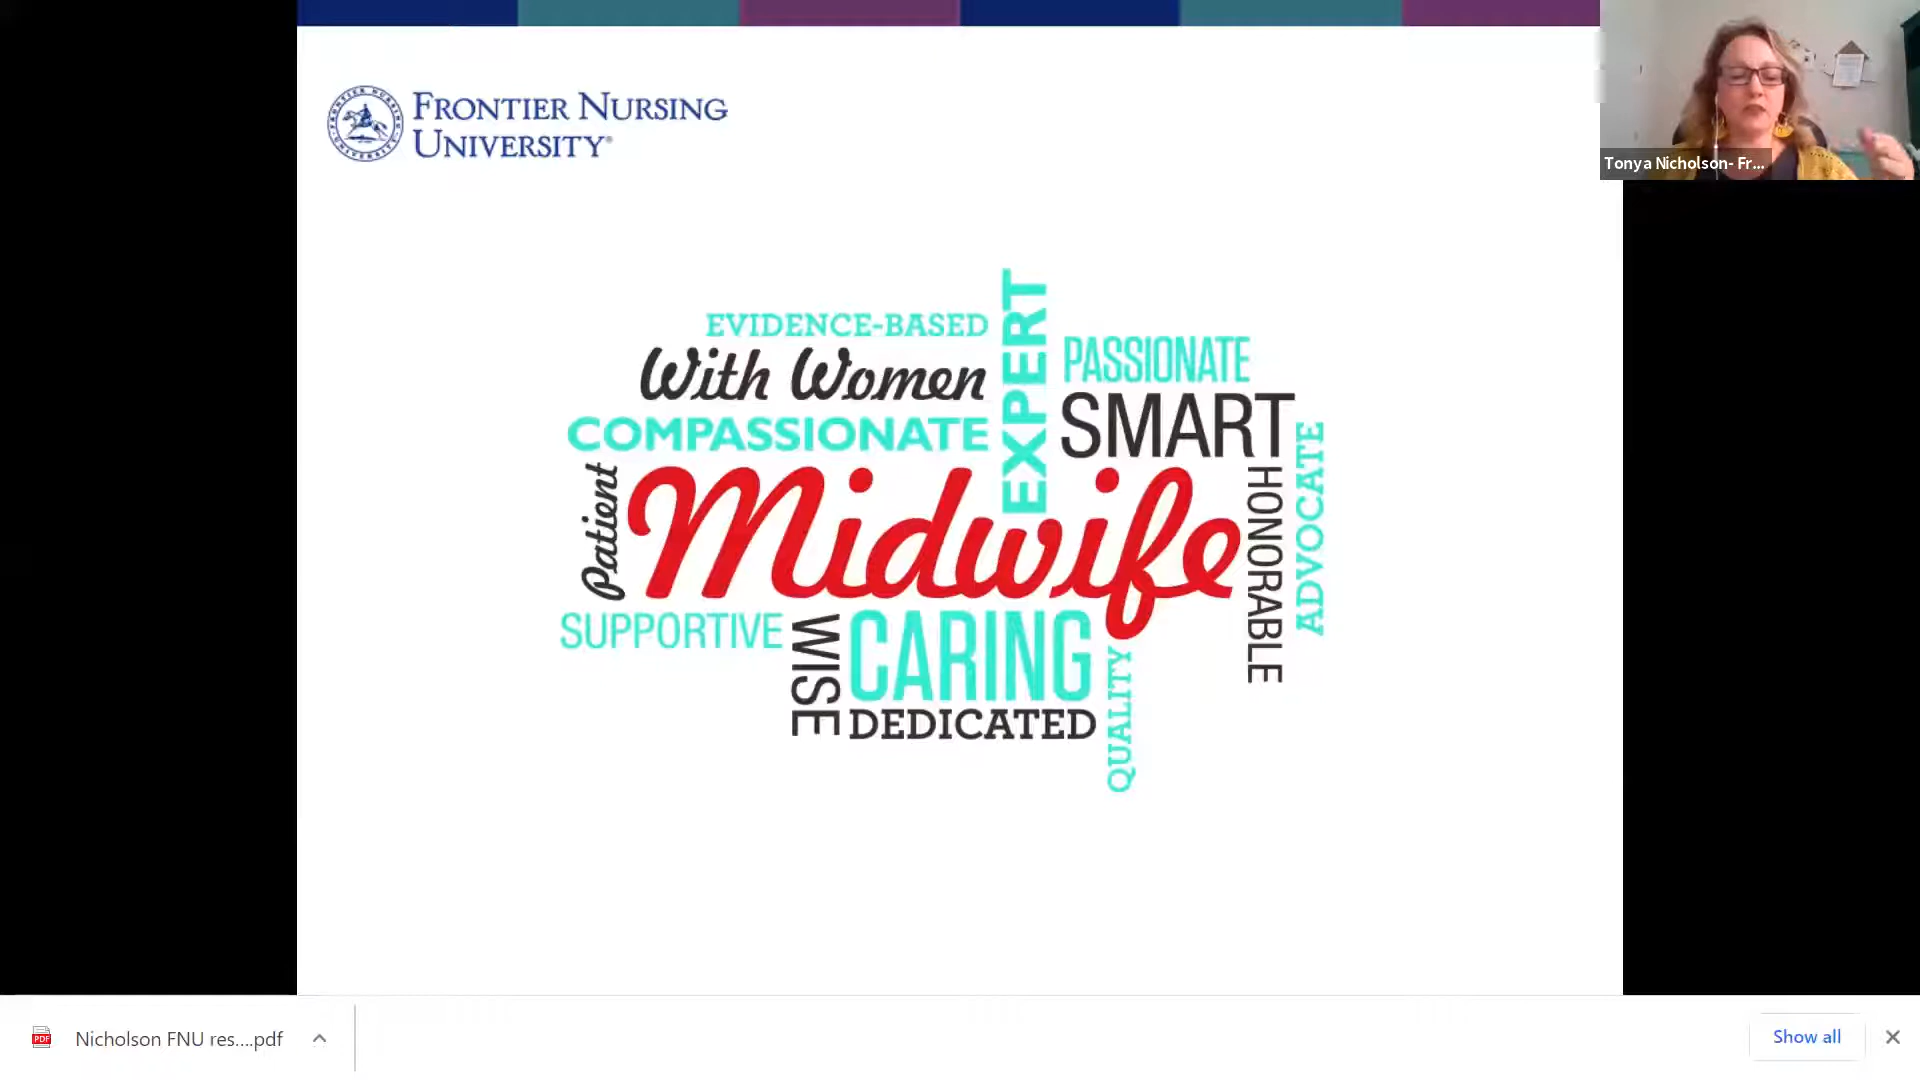 FRONTIER NURSING
UNIVERSITY®
Tonya Nicholson- Fr...
EVIDENCE-BASED
With Women
COMPASSIONATE
EXPERT
PASSIONATE
SMART
ADVOCATE
HONORABLE
Patient
Midwife
SUPPORTIVE
WISE
CARING
DEDICATED
QUALITY
Nicholson FNU res....pdf
Show all